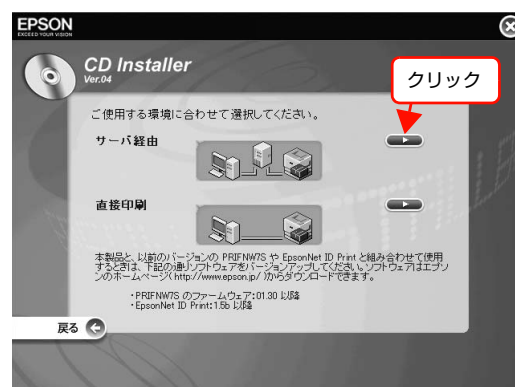 EPSON
EXCEED YOUR VISION
CD Installer
Ver.04
クリック
ご使用する環境に合わせて選択してください。
サーバ経由
直接印刷
本製品と、以前のバージョンの PRIFNW7S や EpsonNet ID Print と組み合わせて使用
するときは、下記の通りソフトウェアをバージョンアップしてください。ソフトウェアはエプソ
ンのホームページ(http://www.epson.jp/)からダウンロードできます。
・PRIFNW7S のファームウェア:01.30 以降
・EpsonNet ID Print:1.5b 以降
戻る